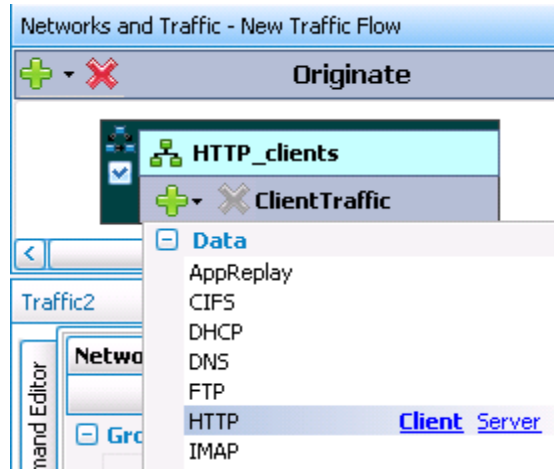 Networks and Traffic - New Traffic Flow
Originate
HTTP_clients
ClientTraffic
Data
AppReplay
CIFS
DHCP
DNS
FTP
HTTP Client Server
IMAP
Traffic2
Netwo
Gro
mand Editor